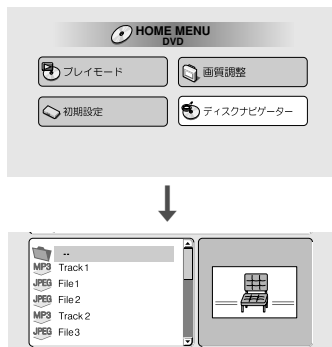 HOME MENU
DVD
プレイモード
画質調整
初期設定
ディスクナビゲーター
..
MP3 Track1
JPEG File1
JPEG File2
MP3 Track2
JPEG File3